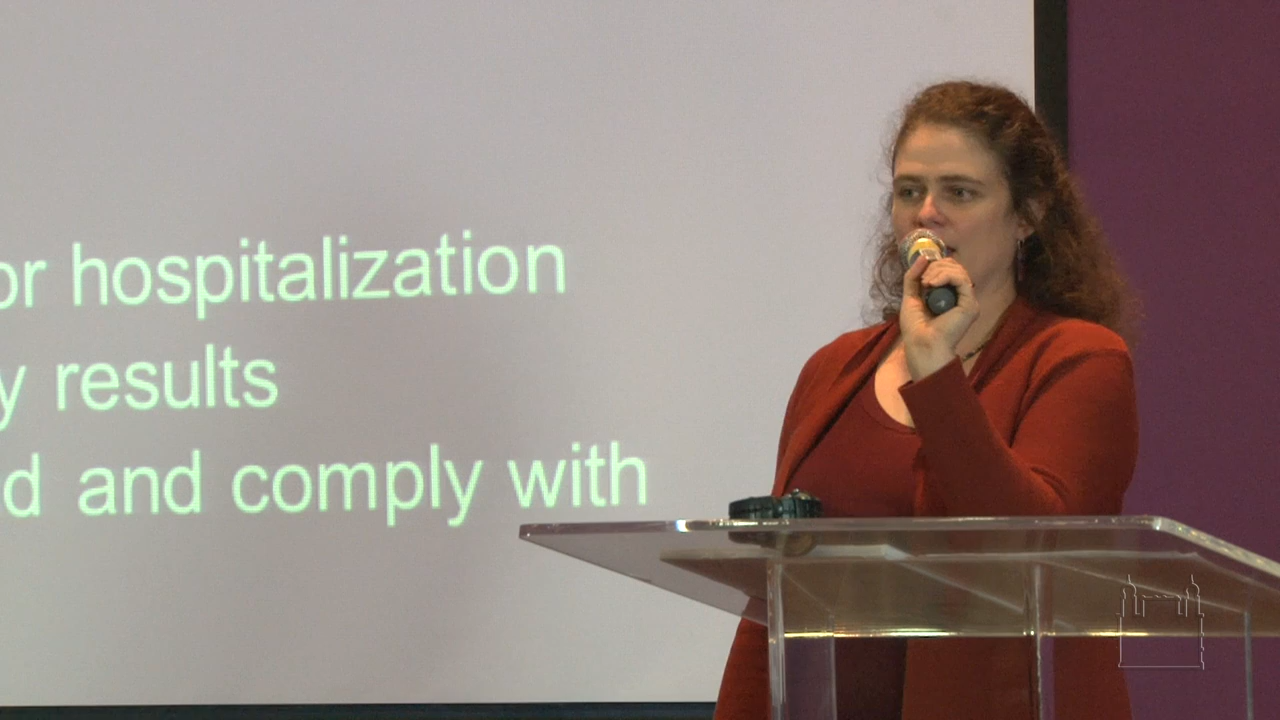 or hospitalization
results
and comply with